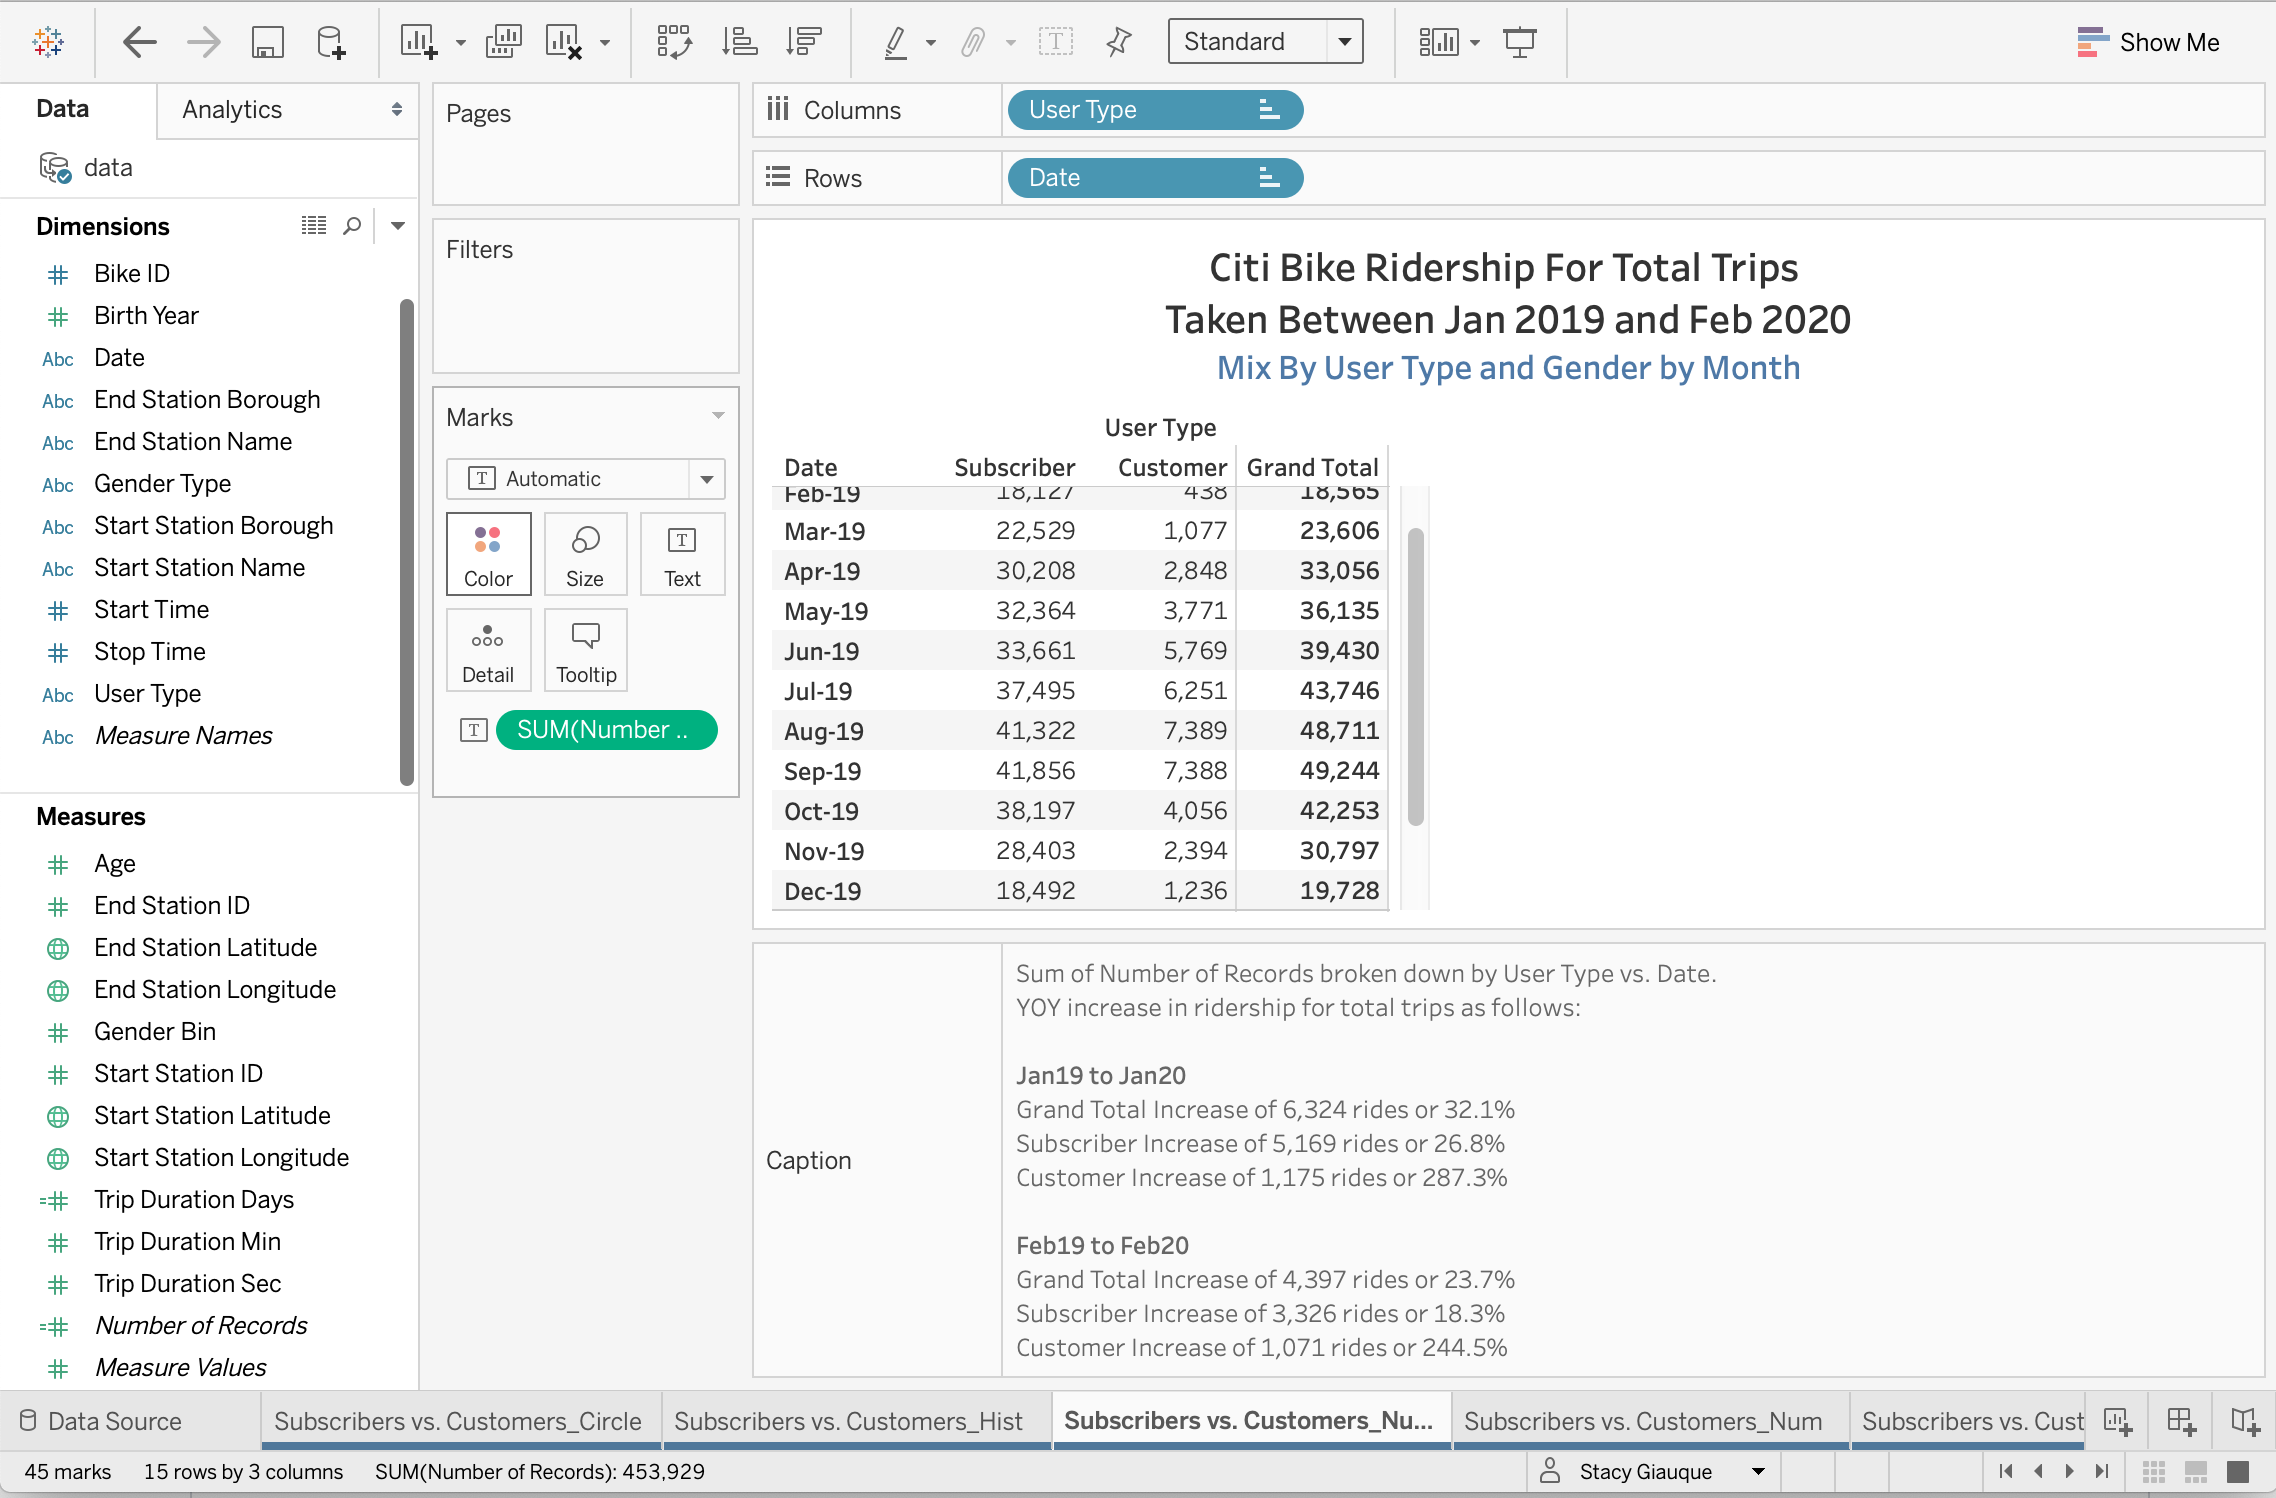 Standard
Show Me
Data
Analytics
data
Dimensions
Bike ID
Birth Year
Abc Date
Abc End Station Borough
Abc End Station Name
Abc Gender Type
Abc Start Station Borough
Abc Start Station Name
Start Time
Stop Time
Abc User Type
Abc Measure Names
Measures
Age
End Station ID
End Station Latitude
End Station Longitude
Gender Bin
Start Station ID
Start Station Latitude
Start Station Longitude
Trip Duration Days
Trip Duration Min
Trip Duration Sec
Number of Records
Measure Values
Pages
Filters
Marks
T Automatic
Color
Size
T
Text
Detail
Tooltip
T SUM(Number ..
Columns User Type
Rows Date
Citi Bike Ridership For Total Trips
Taken Between Jan 2019 and Feb 2020
Mix By User Type and Gender by Month
User Type
Date Subscriber Customer Grand Total
Feb-19 18,127 438 18,565
Mar-19 22,529 1,077 23,606
Apr-19 30,208 2,848 33,056
May-19 32,364 3,771 36,135
Jun-19 33,661 5,769 39,430
Jul-19 37,495 6,251 43,746
Aug-19 41,322 7,389 48,711
Sep-19 41,856 7,388 49,244
Oct-19 38,197 4,056 42,253
Nov-19 28,403 2,394 30,797
Dec-19 18,492 1,236 19,728
Caption
Sum of Number of Records broken down by User Type vs. Date.
YOY increase in ridership for total trips as follows:
Jan19 to Jan20
Grand Total Increase of 6,324 rides or 32.1%
Subscriber Increase of 5,169 rides or 26.8%
Customer Increase of 1,175 rides or 287.3%
Feb19 to Feb20
Grand Total Increase of 4,397 rides or 23.7%
Subscriber Increase of 3,326 rides or 18.3%
Customer Increase of 1,071 rides or 244.5%
Data Source
Subscribers vs. Customers_Circle
Subscribers vs. Customers_Hist
Subscribers vs. Customers_Nu...
Subscribers vs. Customers_Num
Subscribers vs. Cust
45 marks 15 rows by 3 columns SUM(Number of Records): 453,929
Stacy Giauque